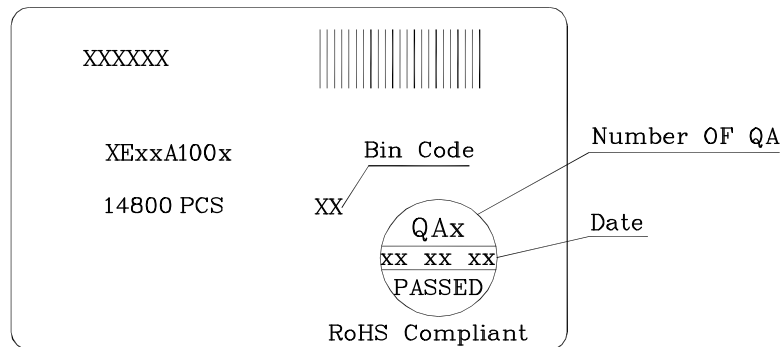 XXXXXX
XExxA100x
Bin Code
Number OF QA
14800 PCS
XX
QAx
Date
xx xx xx
PASSED
RoHS Compliant